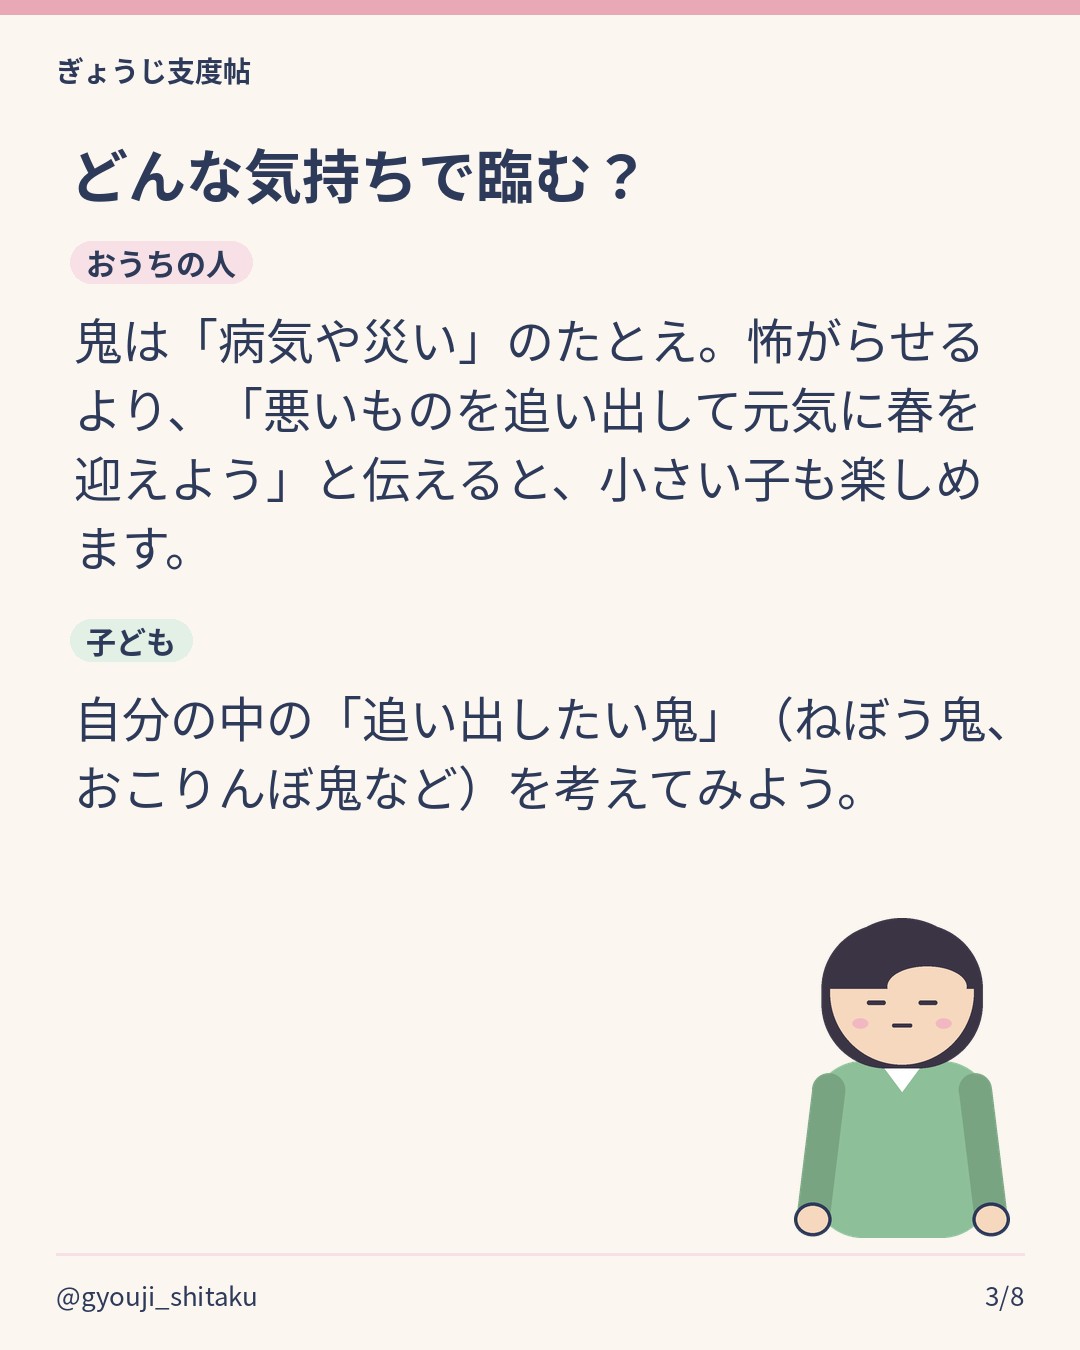 ぎょうじ支度帖
どんな気持ちで臨む？
おうちの人
鬼は「病気や災い」のたとえ。怖がらせる
より、「悪いものを追い出して元気に春を
迎えよう」と伝えると、小さい子も楽しめ
ます。
子ども
自分の中の「追い出したい鬼」（ねぼう鬼、
おこりんぼ鬼など）を考えてみよう。
@gyouji_shitaku
3/8